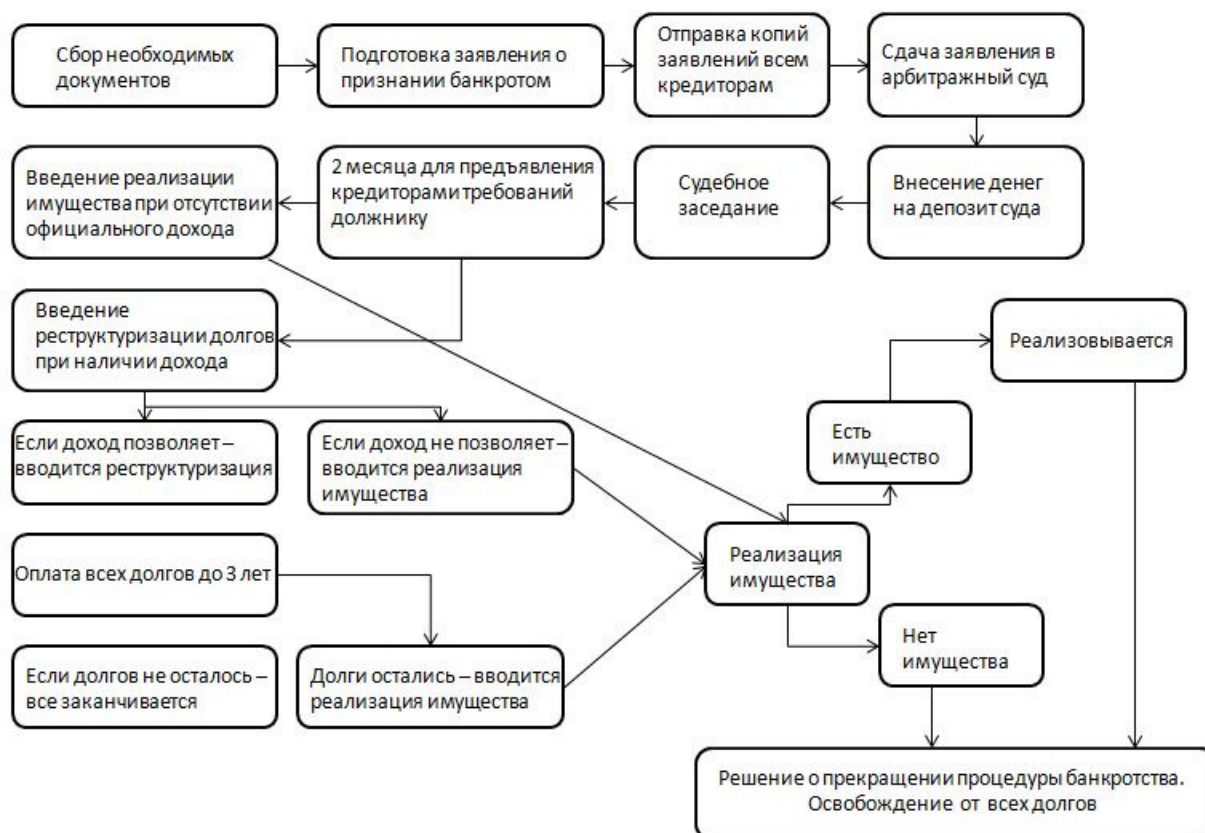 Сбор необходимых
документов
Подготовка заявления о
признании банкротом
Отправка копий
заявлений всем
кредиторам
Сдача заявления в
арбитражный суд
Введение реализации
имущества при отсутствии
официального дохода
2 месяца для предъявления
кредиторами требований
должнику
Судебное
заседание
Внесение денег
на депозит суда
Введение
реструктуризации долгов
при наличии дохода
Реализовывается
Если доход позволяет –
вводится реструктуризация
Если доход не позволяет –
вводится реализация
имущества
Есть
имущество
Оплата всех долгов до 3 лет
Реализация
имущества
Если долгов не осталось –
все заканчивается
Долги остались – вводится
реализация имущества
Нет
имущества
Решение о прекращении процедуры банкротства.
Освобождение от всех долгов